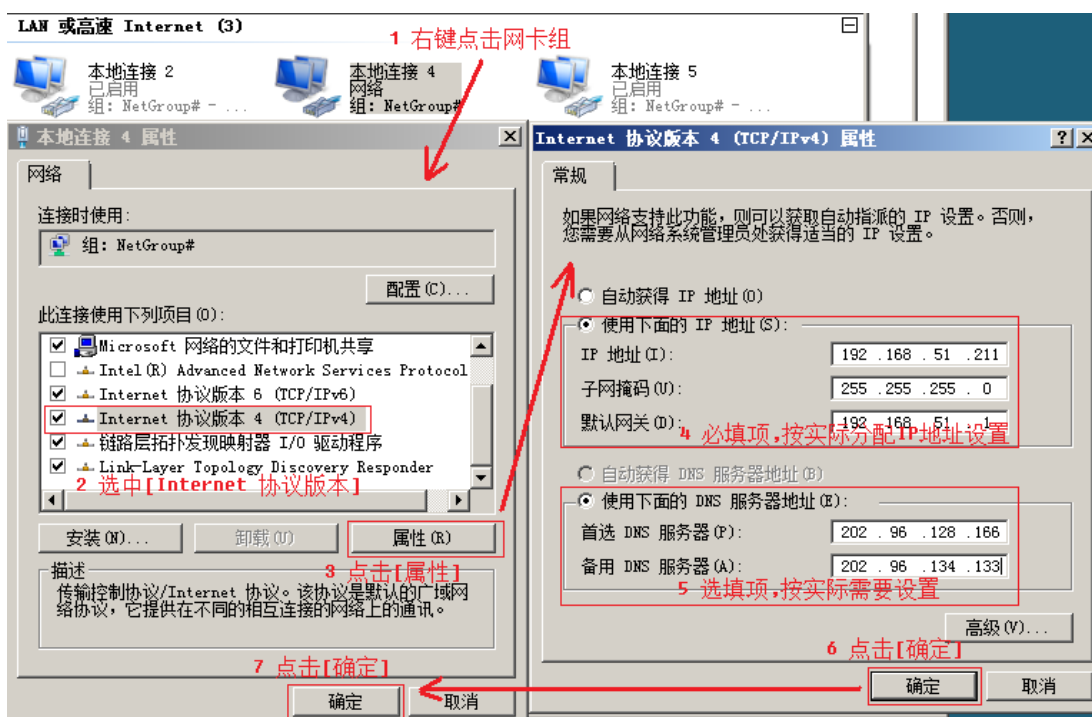 LAN 或高速 Internet (3)
1 右键点击网卡组
本地连接 2
已启用
组: NetGroup# - ...
本地连接 4
网络
组: NetGroup#
本地连接 5
已启用
组: NetGroup# - ...
本地连接 4 属性
网络
连接时使用:
组: NetGroup#
配置(C)...
此连接使用下列项目(O):
Microsoft 网络的文件和打印机共享
Intel(R) Advanced Network Services Protocol
Internet 协议版本 6 (TCP/IPv6)
Internet 协议版本 4 (TCP/IPv4)
链路层拓扑发现映射器 I/O 驱动程序
Link-Layer Topology Discovery Responder
2 选中[Internet 协议版本]
安装(N)...
卸载(U)
属性(R)
3 点击[属性]
描述
传输控制协议/Internet 协议。该协议是默认的广域网
络协议，它提供在不同的相互连接的网络上的通讯。
7 点击[确定]
确定
取消
Internet 协议版本 4 (TCP/IPv4) 属性
常规
如果网络支持此功能，则可以获取自动指派的 IP 设置。否则，
您需要从网络系统管理员处获得适当的 IP 设置。
自动获得 IP 地址(O)
使用下面的 IP 地址(S):
IP 地址(I): 192 .168 .51 .211
子网掩码(U): 255 .255 .255 . 0
默认网关(D): 192 .168 .51 . 1
4 必填项,按实际分配IP地址设置
自动获得 DNS 服务器地址(B)
使用下面的 DNS 服务器地址(E):
首选 DNS 服务器(P): 202 . 96 .128 .166
备用 DNS 服务器(A): 202 . 96 .134 .133
5 选填项,按实际需要设置
高级(V)...
6 点击[确定]
确定
取消